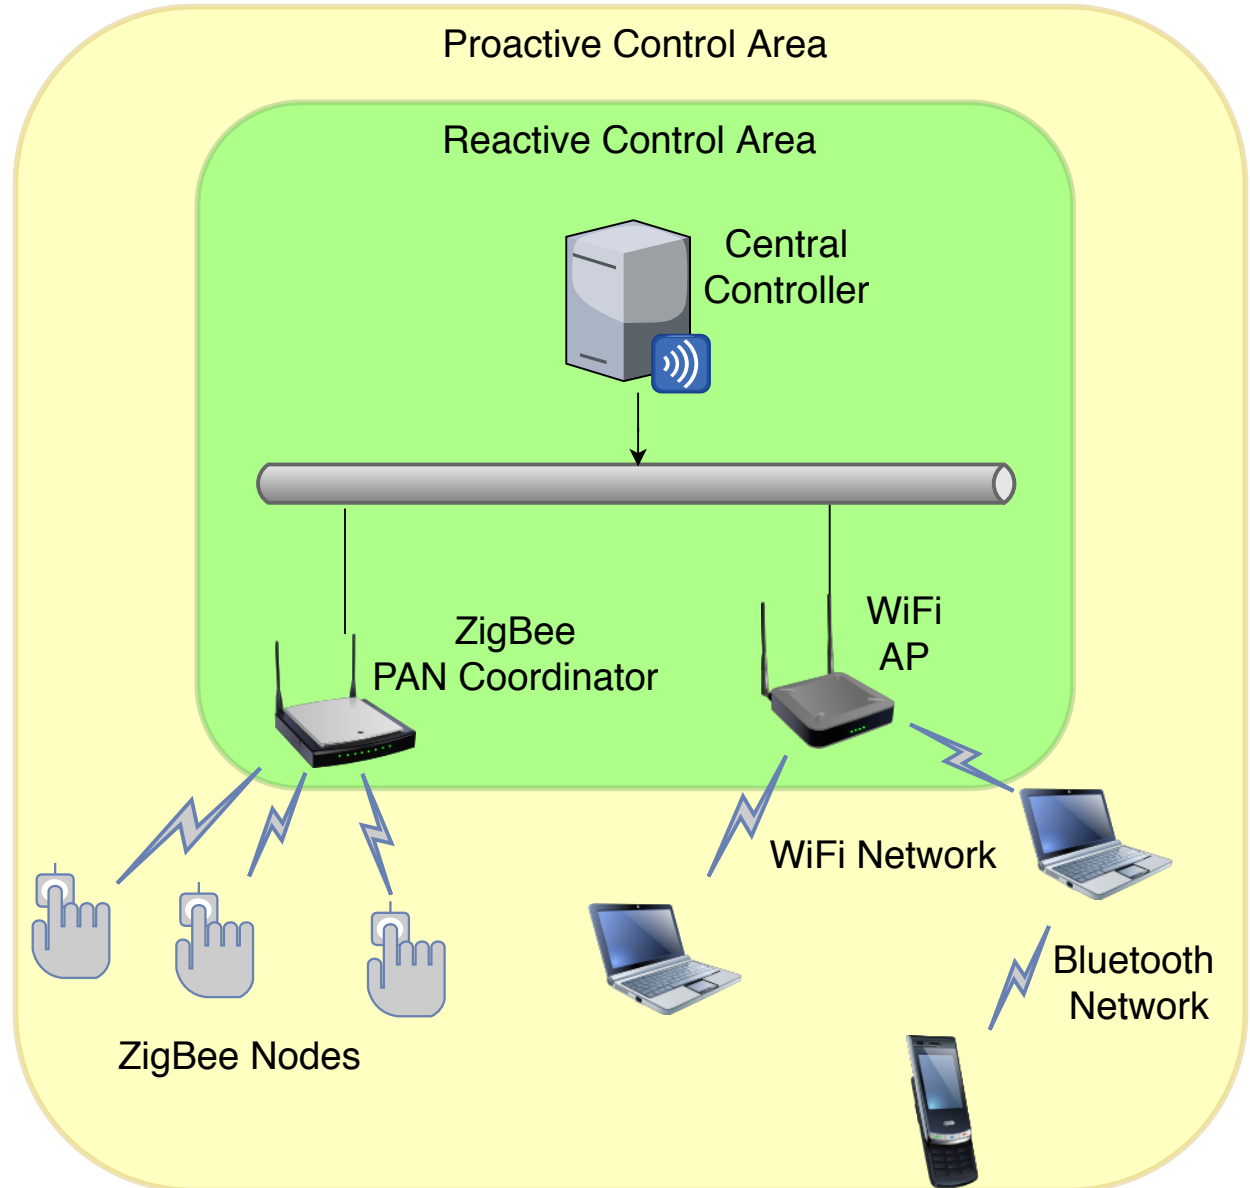 Proactive Control Area
Reactive Control Area
Central
Controller
ZigBee
PAN Coordinator
WiFi
AP
WiFi Network
Bluetooth
Network
ZigBee Nodes